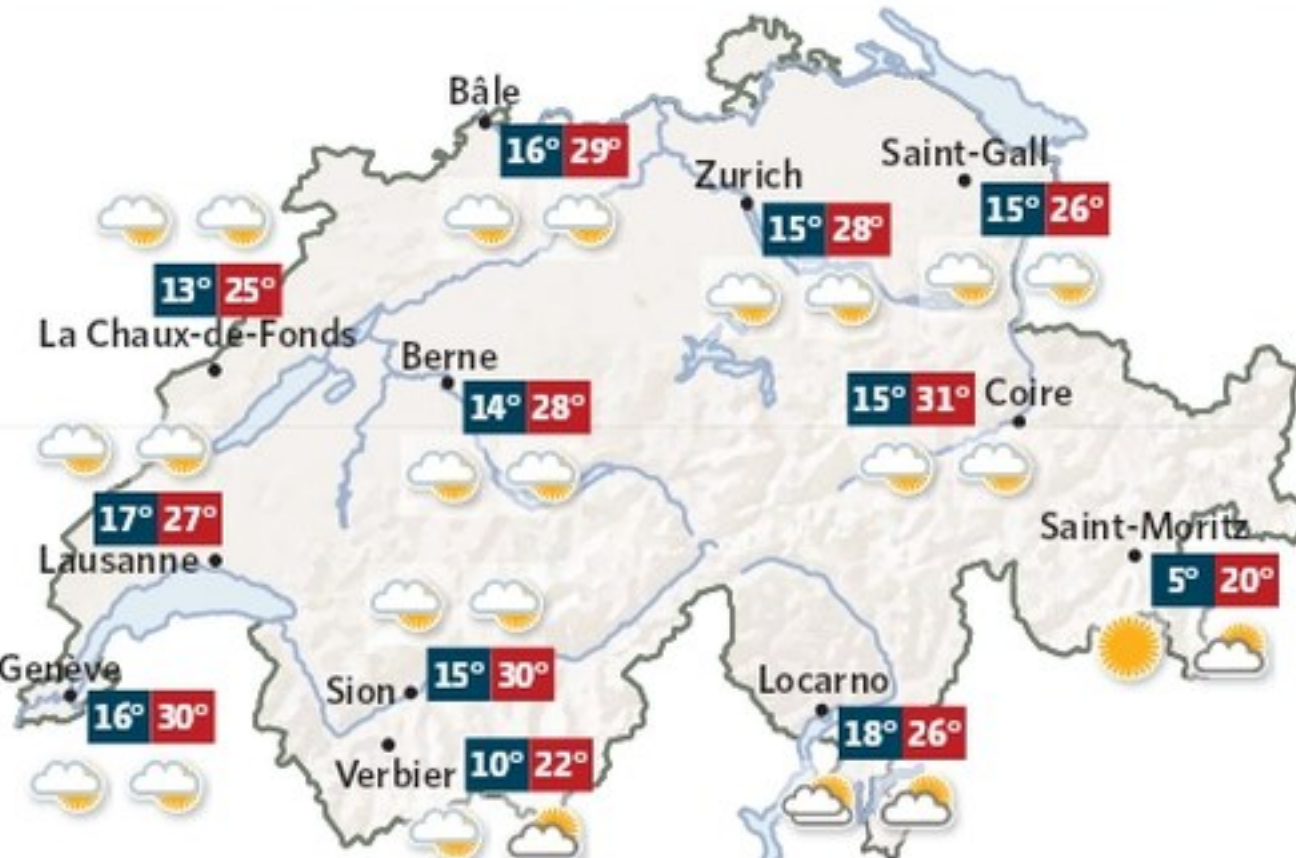 Bâle
16° 29°
Zurich
15° 28°
Saint-Gall
15° 26°
13° 25°
La Chaux-de-Fonds
Berne
14° 28°
15° 31° Coire
17° 27°
Lausanne
Saint-Moritz
5° 20°
Genève
16° 30°
Sion 15° 30°
Verbier 10° 22°
Locarno
18° 26°